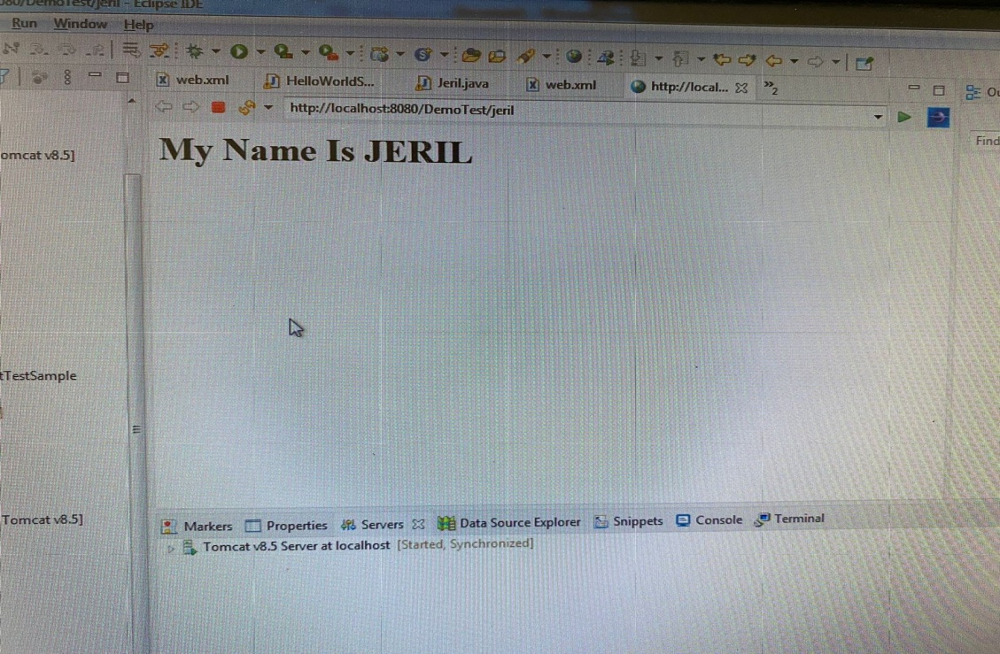 080/DemoTest/jeril - Eclipse IDE
Run Window Help
web.xml HelloWorldS... Jeril.java web.xml http://local... 2
http://localhost:8080/DemoTest/jeril
Find
My Name Is JERIL
omcat v8.5]
tTestSample
Tomcat v8.5]
Markers Properties Servers Data Source Explorer Snippets Console Terminal
Tomcat v8.5 Server at localhost [Started, Synchronized]